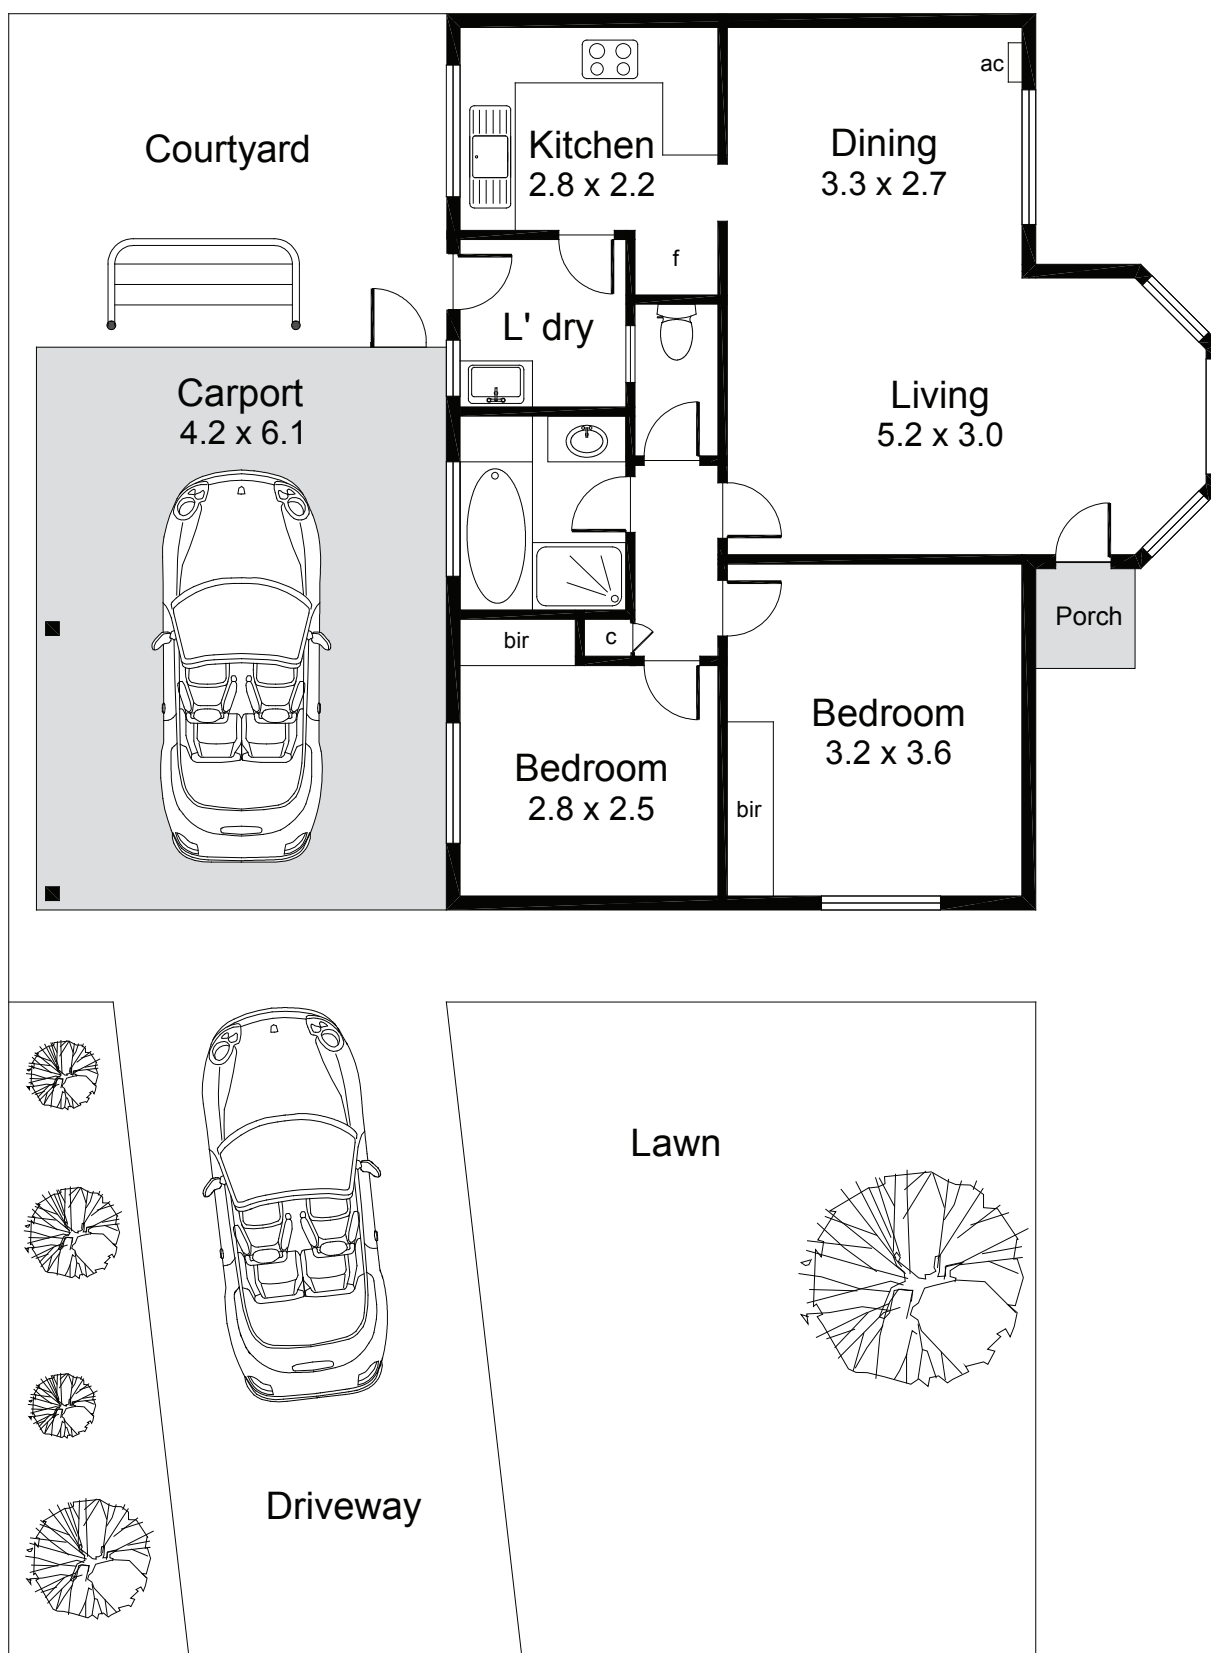 ac
Courtyard
Kitchen
2.8 x 2.2
Dining
3.3 x 2.7
f
L' dry
Carport
4.2 x 6.1
Living
5.2 x 3.0
bir
c
Porch
Bedroom
2.8 x 2.5
Bedroom
3.2 x 3.6
bir
Lawn
Driveway